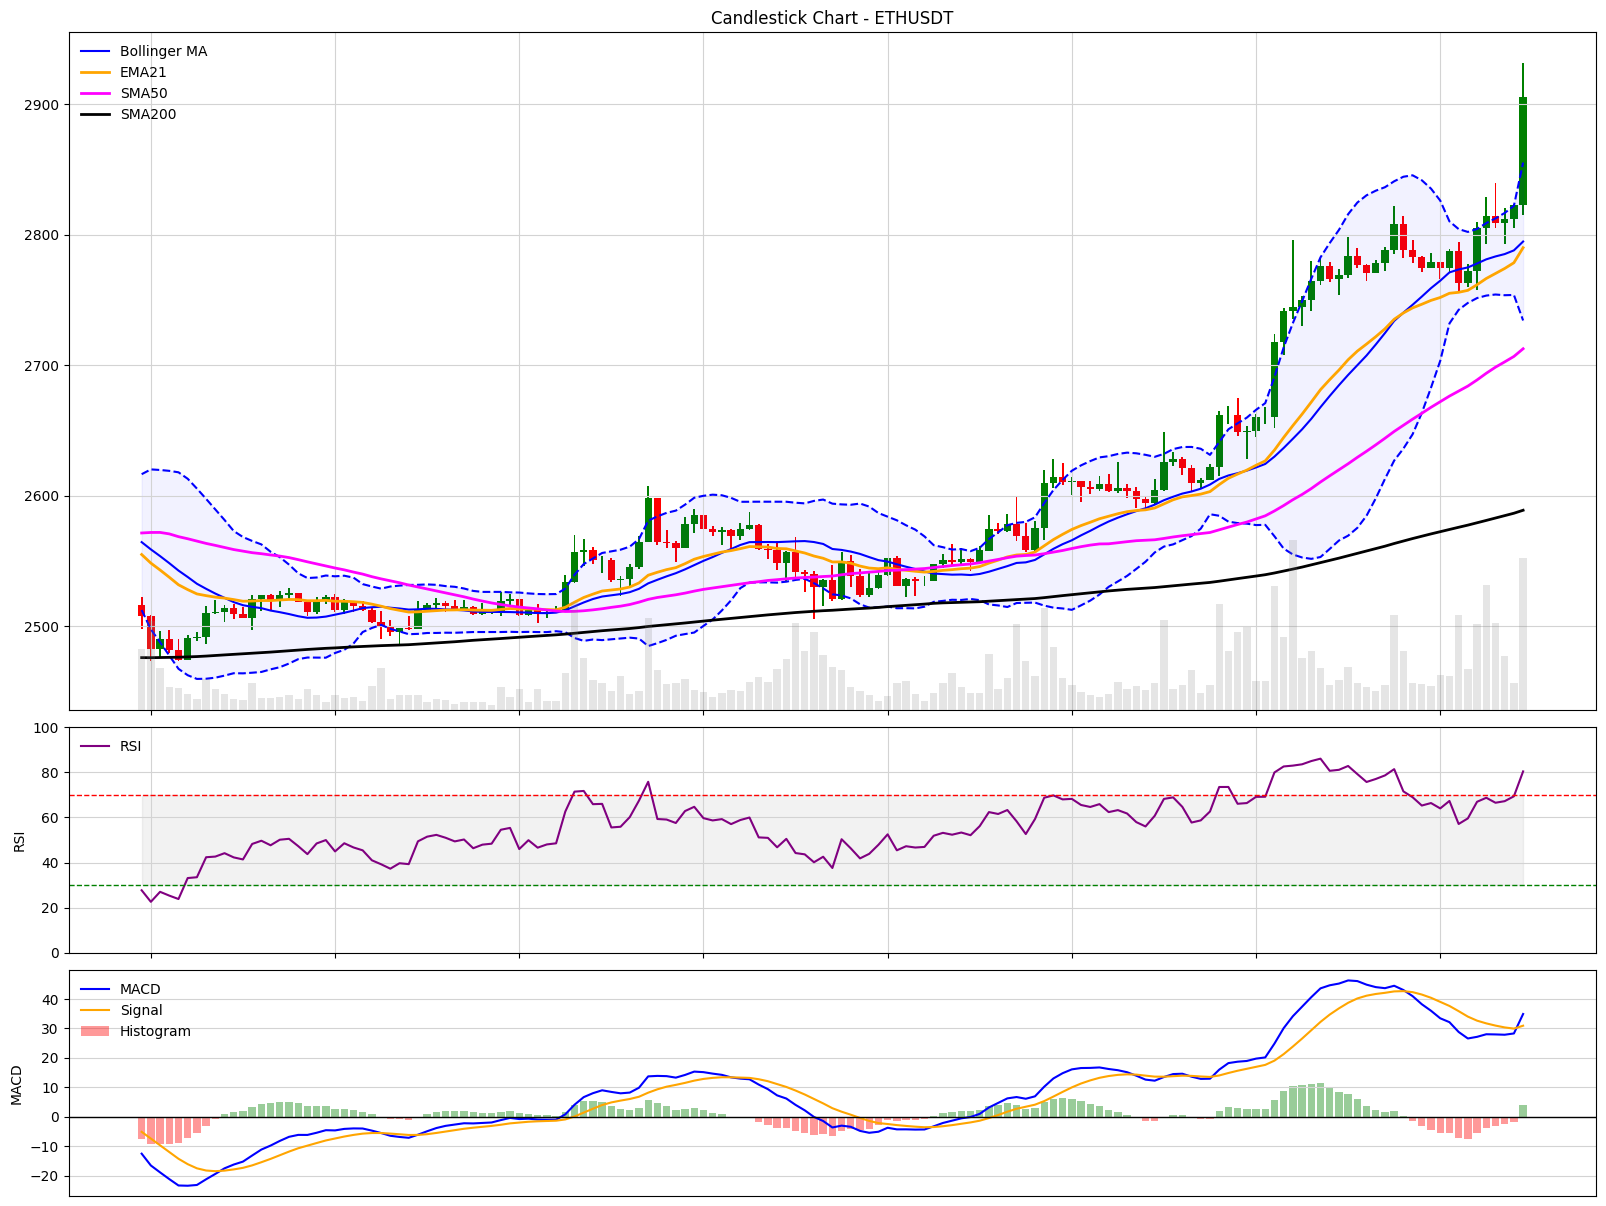 Candlestick Chart - ETHUSDT
Bollinger MA
EMA21
SMA50
SMA200
2900
2800
2700
2600
2500
RSI
100
80
60
40
20
0
RSI
MACD
Signal
Histogram
40
30
20
10
0
−10
−20
MACD